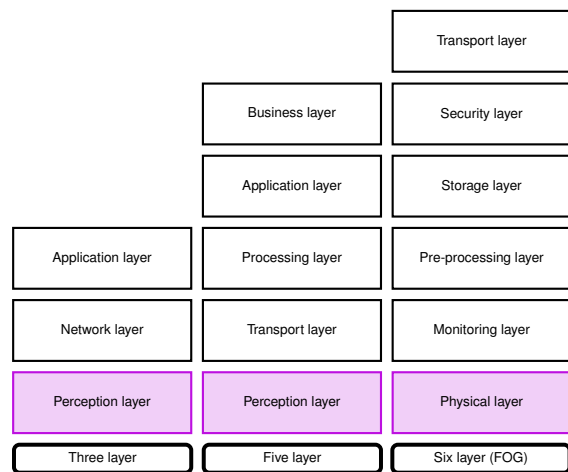 Transport layer
Business layer
Security layer
Application layer
Storage layer
Application layer
Processing layer
Pre-processing layer
Network layer
Transport layer
Monitoring layer
Perception layer
Perception layer
Physical layer
Three layer
Five layer
Six layer (FOG)